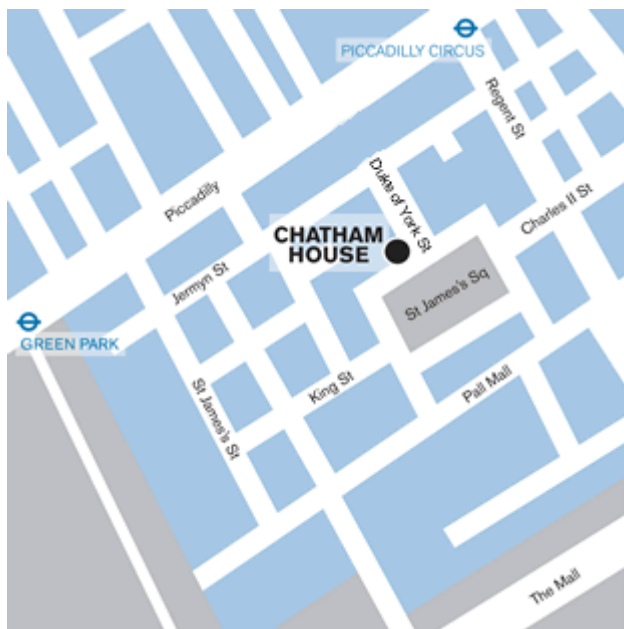 PICCADILLY CIRCUS
Regent St
Duke of York St
Piccadilly
Charles II St
CHATHAM
HOUSE
Jermyn St
St James's Sq
GREEN PARK
King St
Pall Mall
St James's St
The Mall